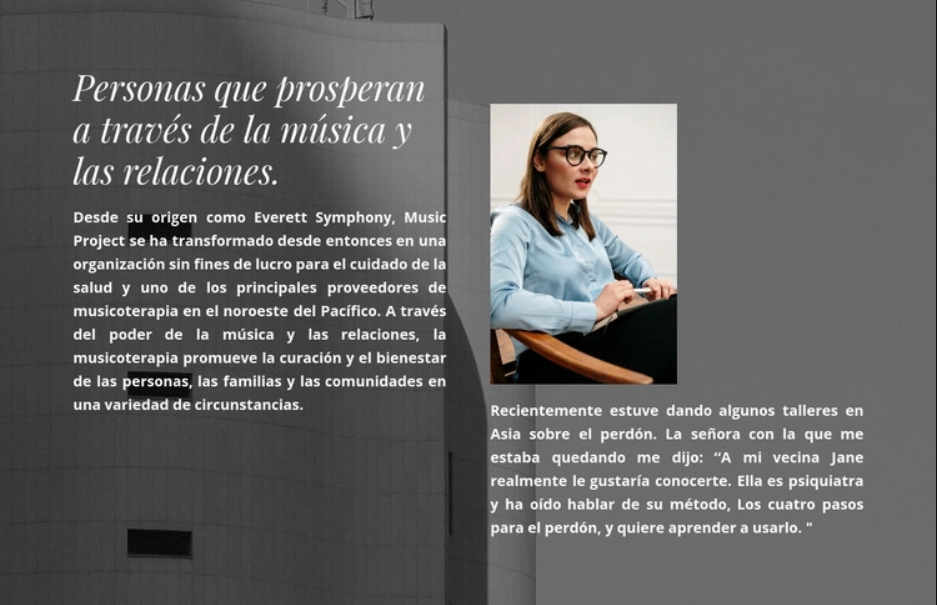 Personas que prosperan
a través de la música y
las relaciones.
Desde su origen como Everett Symphony, Music
Project se ha transformado desde entonces en una
organización sin fines de lucro para el cuidado de la
salud y uno de los principales proveedores de
musicoterapia en el noroeste del Pacífico. A través
del poder de la música y las relaciones, la
musicoterapia promueve la curación y el bienestar
de las personas, las familias y las comunidades en
una variedad de circunstancias.
Recientemente estuve dando algunos talleres en
Asia sobre el perdón. La señora con la que me
estaba quedando me dijo: “A mi vecina Jane
realmente le gustaría conocerte. Ella es psiquiatra
y ha oído hablar de su método, Los cuatro pasos
para el perdón, y quiere aprender a usarlo. "